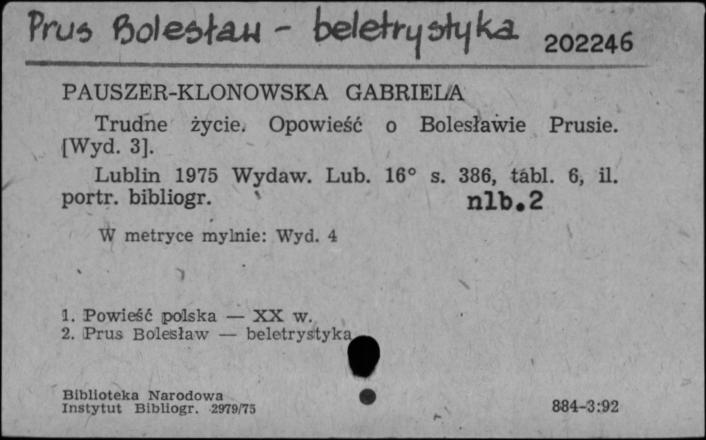 Prus Bolesław - beletrystyka 202246
PAUSZER-KLONOWSKA GABRIELA
Trudne życie. Opowieść o Bolesławie Prusie.
[Wyd. 3].
Lublin 1975 Wydaw. Lub. 16° s. 386, tabl. 6, il.
portr. bibliogr. nlb.2
W metryce mylnie: Wyd. 4
1. Powieść polska — XX w.
2. Prus Bolesław — beletrystyka
Biblioteka Narodowa
Instytut Bibliogr. 2979/75 884-3:92